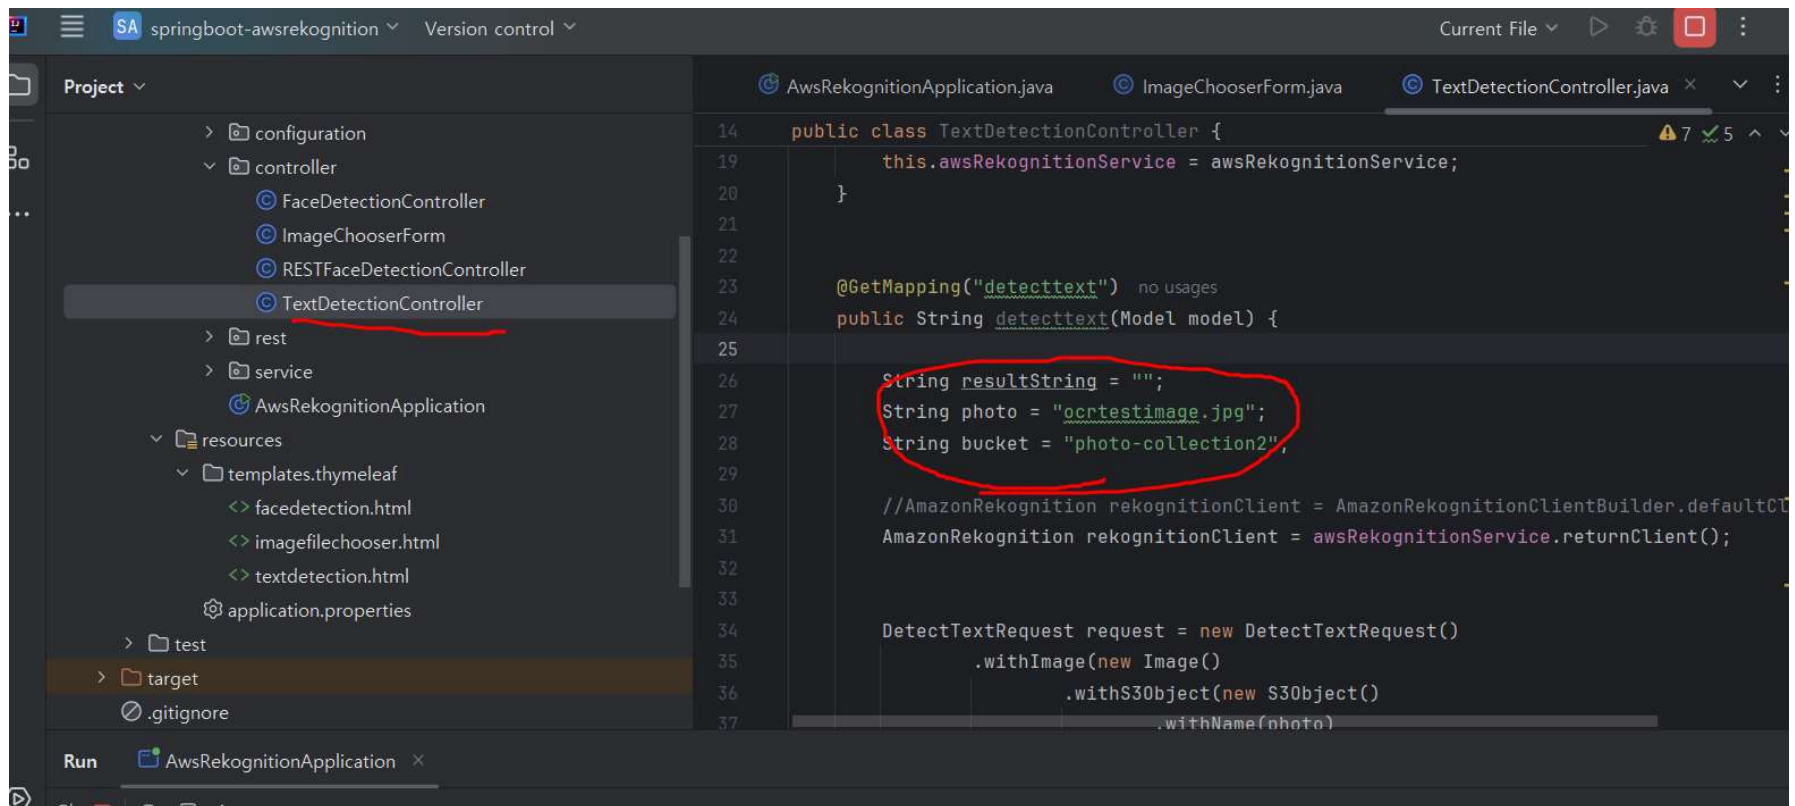 SA springboot-awsrekognition Version control Current File
Project
AwsRekognitionApplication.java ImageChooserForm.java TextDetectionController.java
configuration
controller
FaceDetectionController
ImageChooserForm
RESTFaceDetectionController
TextDetectionController
rest
service
AwsRekognitionApplication
resources
templates.thymeleaf
facedetection.html
imagefilechooser.html
textdetection.html
application.properties
test
target
.gitignore
7 5
14 public class TextDetectionController {
19 this.awsRekognitionService = awsRekognitionService;
20 }
21
22
23 @GetMapping("detecttext") no usages
24 public String detecttext(Model model) {
25
26 String resultString = "";
27 String photo = "ocrtestimage.jpg";
28 String bucket = "photo-collection2";
29
30 //AmazonRekognition rekognitionClient = AmazonRekognitionClientBuilder.defaultCl
31 AmazonRekognition rekognitionClient = awsRekognitionService.returnClient();
32
33
34 DetectTextRequest request = new DetectTextRequest()
35 .withImage(new Image()
36 .withS3Object(new S3Object()
37 .withName(photo)
Run AwsRekognitionApplication